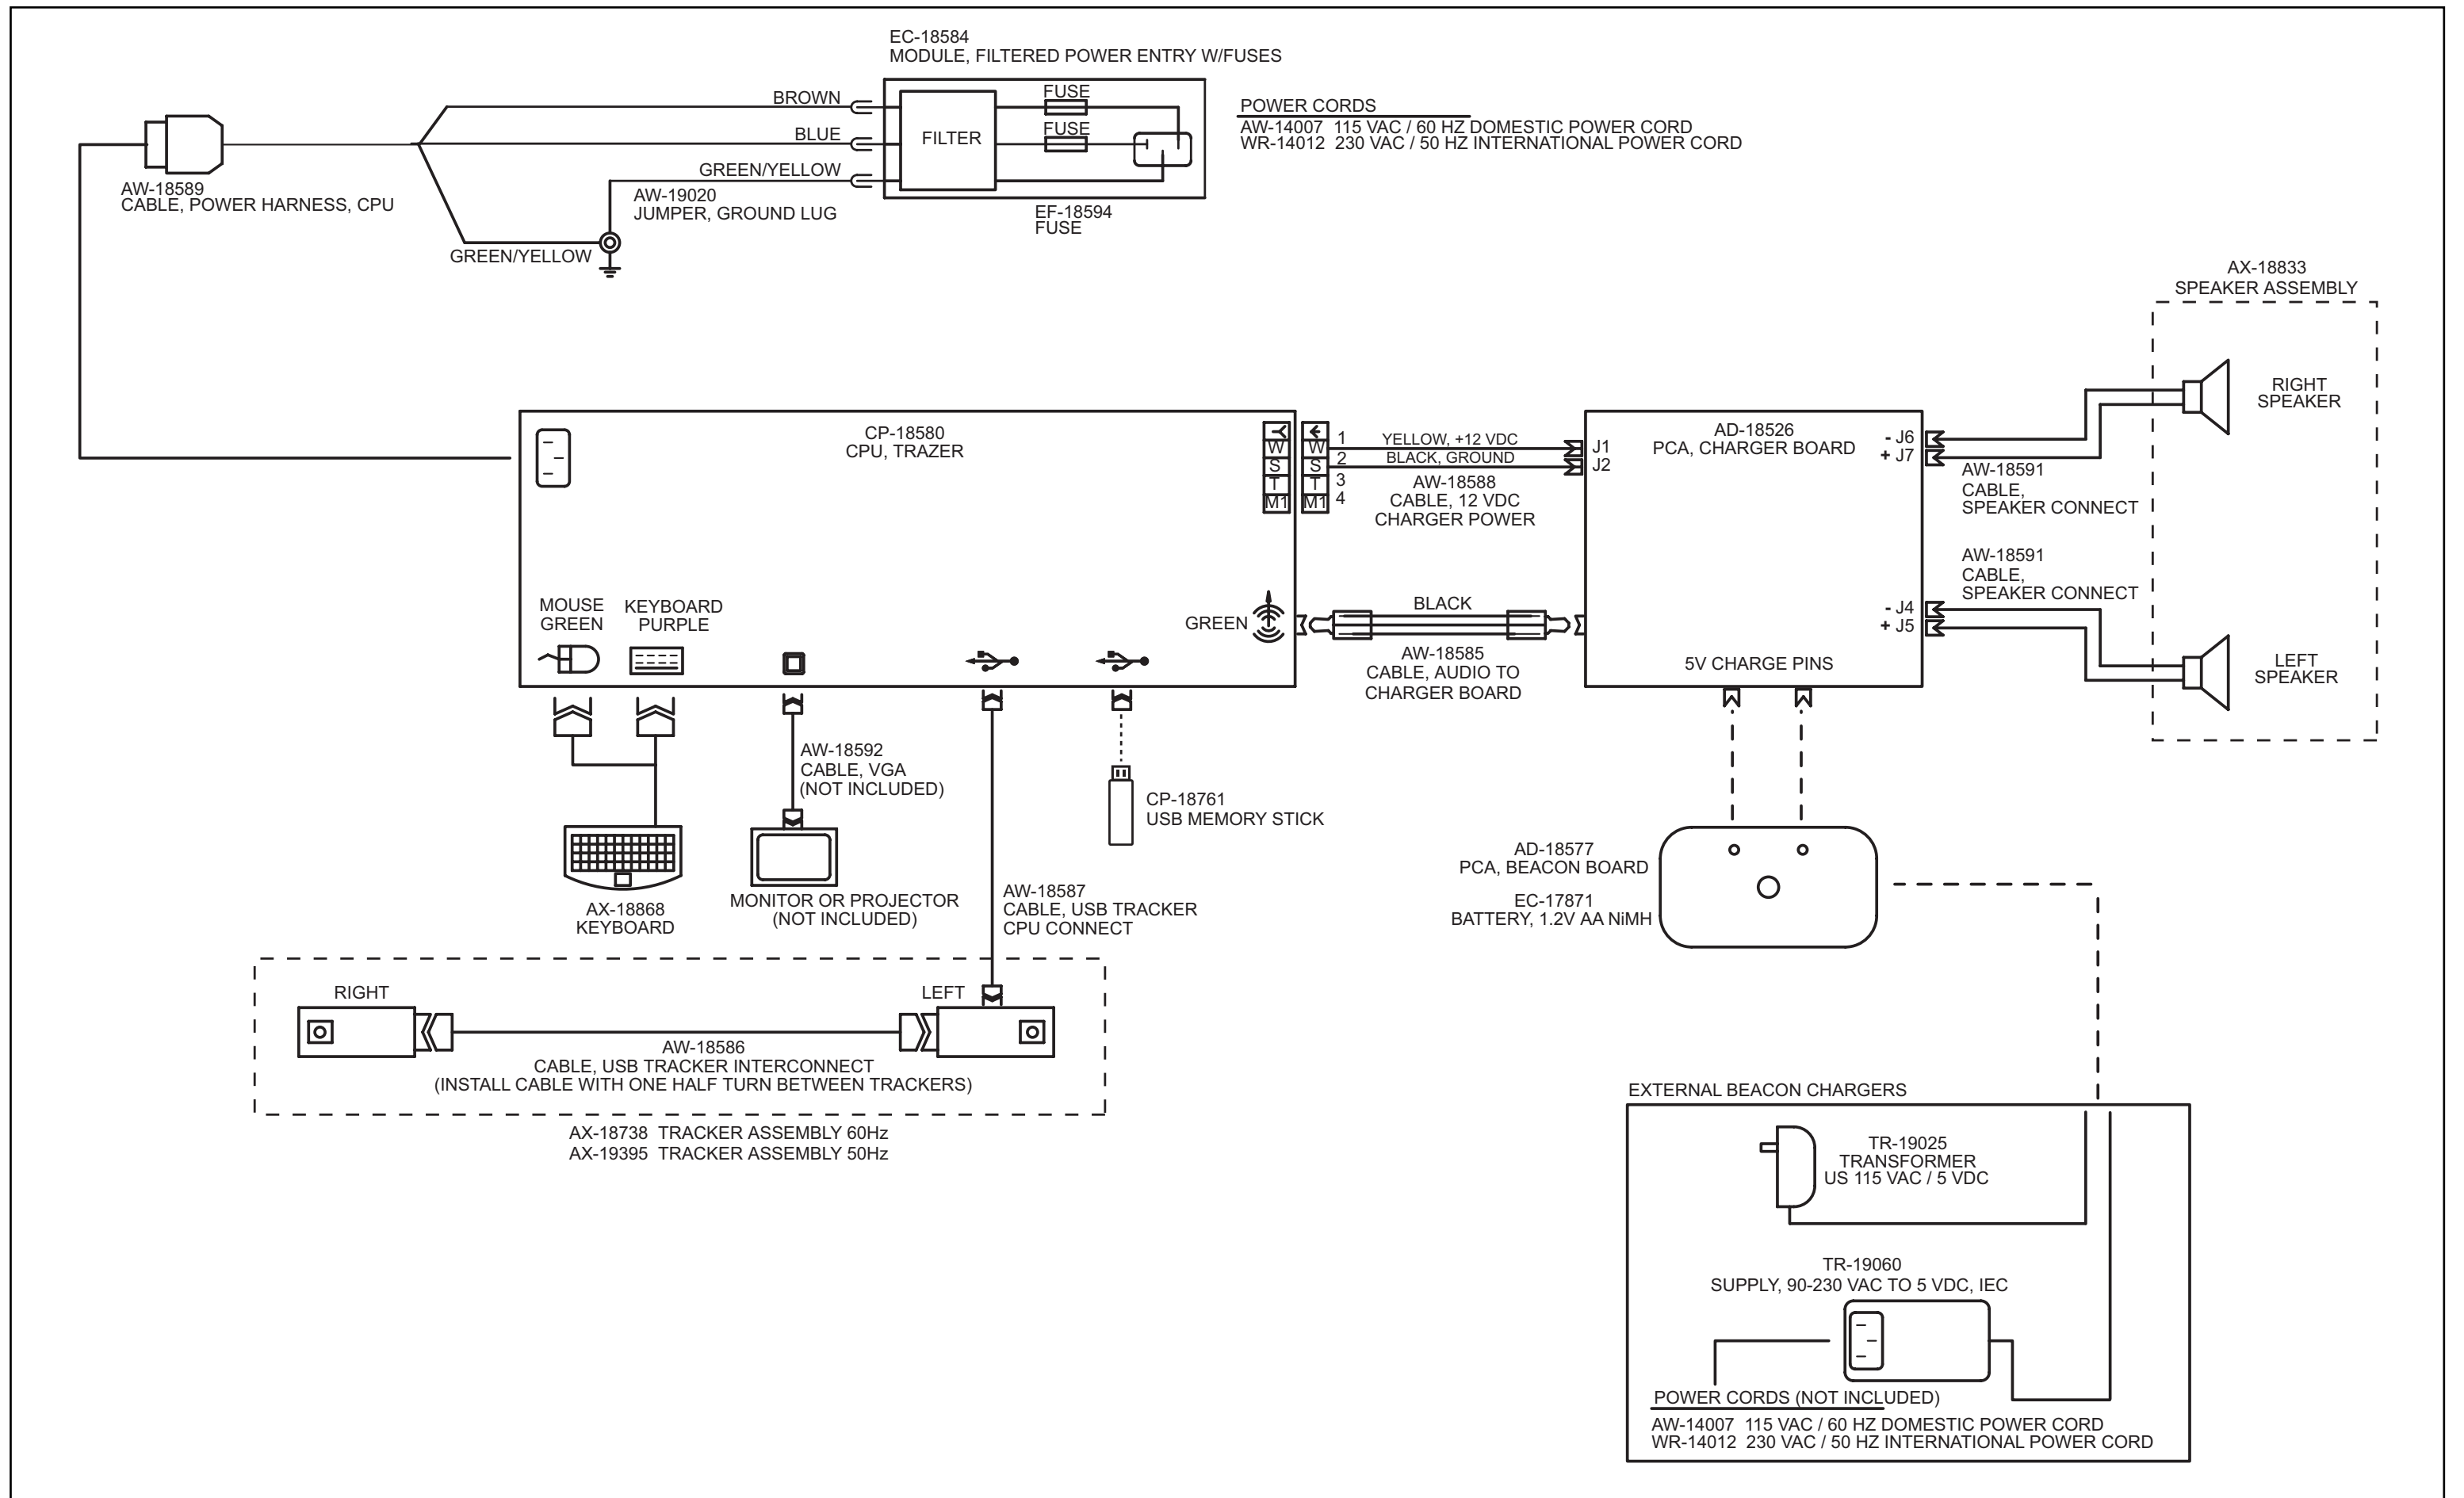 EC-18584
MODULE, FILTERED POWER ENTRY W/FUSES
BROWN
BLUE
GREEN/YELLOW
FILTER
FUSE
FUSE
EF-18594
FUSE
POWER CORDS
AW-14007 115 VAC / 60 HZ DOMESTIC POWER CORD
WR-14012 230 VAC / 50 HZ INTERNATIONAL POWER CORD
AW-18589
CABLE, POWER HARNESS, CPU
AW-19020
JUMPER, GROUND LUG
GREEN/YELLOW
AX-18833
SPEAKER ASSEMBLY
RIGHT
SPEAKER
LEFT
SPEAKER
CP-18580
CPU, TRAZER
W
S
T
M1
W
S
T
M1
1
2
3
4
YELLOW, +12 VDC
BLACK, GROUND
AW-18588
CABLE, 12 VDC
CHARGER POWER
J1
J2
AD-18526
PCA, CHARGER BOARD
- J6
+ J7
AW-18591
CABLE,
SPEAKER CONNECT
AW-18591
CABLE,
SPEAKER CONNECT
- J4
+ J5
5V CHARGE PINS
MOUSE
GREEN
KEYBOARD
PURPLE
GREEN
BLACK
AW-18585
CABLE, AUDIO TO
CHARGER BOARD
AW-18592
CABLE, VGA
(NOT INCLUDED)
CP-18761
USB MEMORY STICK
AX-18868
KEYBOARD
MONITOR OR PROJECTOR
(NOT INCLUDED)
AW-18587
CABLE, USB TRACKER
CPU CONNECT
AD-18577
PCA, BEACON BOARD
EC-17871
BATTERY, 1.2V AA NiMH
RIGHT
LEFT
AW-18586
CABLE, USB TRACKER INTERCONNECT
(INSTALL CABLE WITH ONE HALF TURN BETWEEN TRACKERS)
AX-18738 TRACKER ASSEMBLY 60Hz
AX-19395 TRACKER ASSEMBLY 50Hz
EXTERNAL BEACON CHARGERS
TR-19025
TRANSFORMER
US 115 VAC / 5 VDC
TR-19060
SUPPLY, 90-230 VAC TO 5 VDC, IEC
POWER CORDS (NOT INCLUDED)
AW-14007 115 VAC / 60 HZ DOMESTIC POWER CORD
WR-14012 230 VAC / 50 HZ INTERNATIONAL POWER CORD